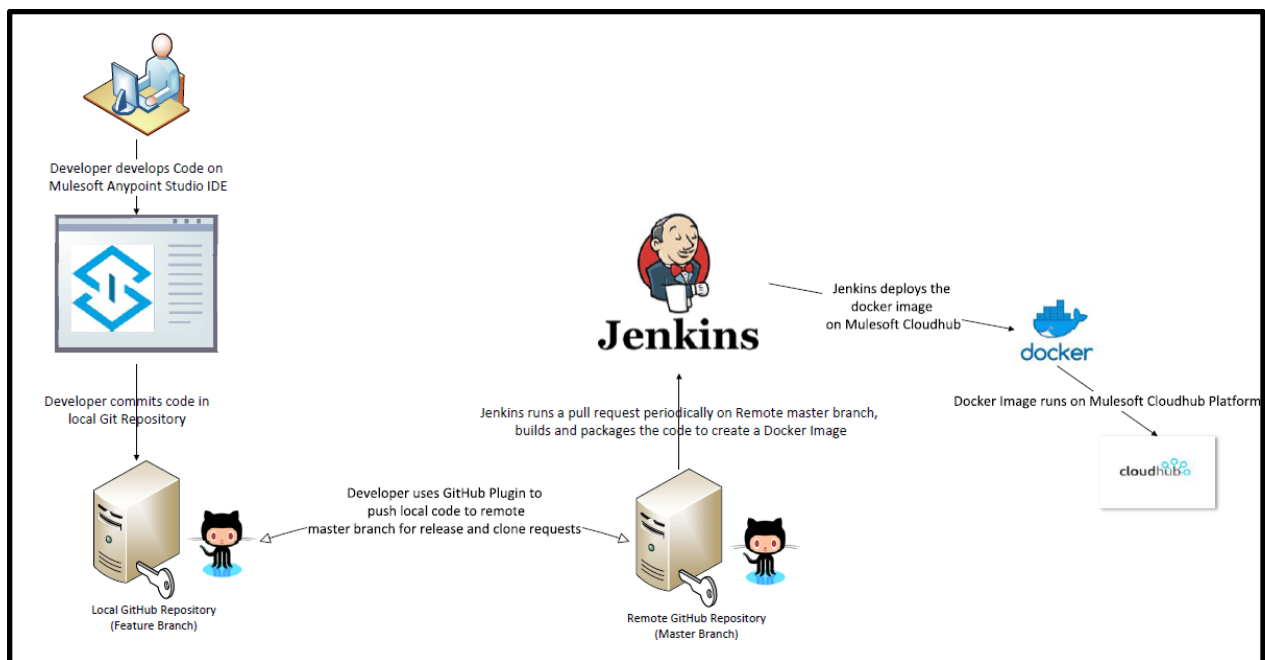 Developer develops Code on
Mulesoft Anypoint Studio IDE
Developer commits code in
local Git Repository
Local GitHub Repository
(Feature Branch)
Developer uses GitHub Plugin to
push local code to remote
master branch for release and clone requests
Remote GitHub Repository
(Master Branch)
Jenkins runs a pull request periodically on Remote master branch,
builds and packages the code to create a Docker Image
Jenkins
Jenkins deploys the
docker image
on Mulesoft Cloudhub
docker
Docker Image runs on Mulesoft Cloudhub Platform
cloudhub